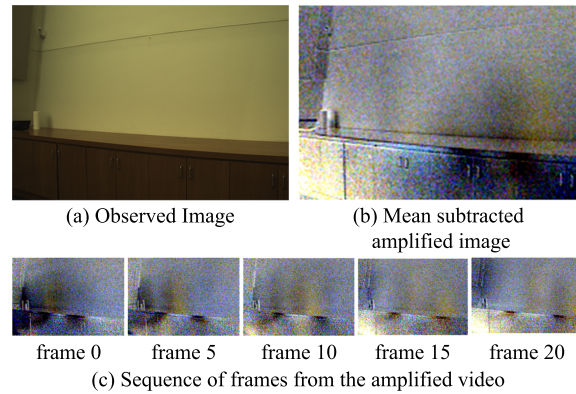 (a) Observed Image
(b) Mean subtracted
amplified image
frame 0
frame 5
frame 10
frame 15
frame 20
(c) Sequence of frames from the amplified video